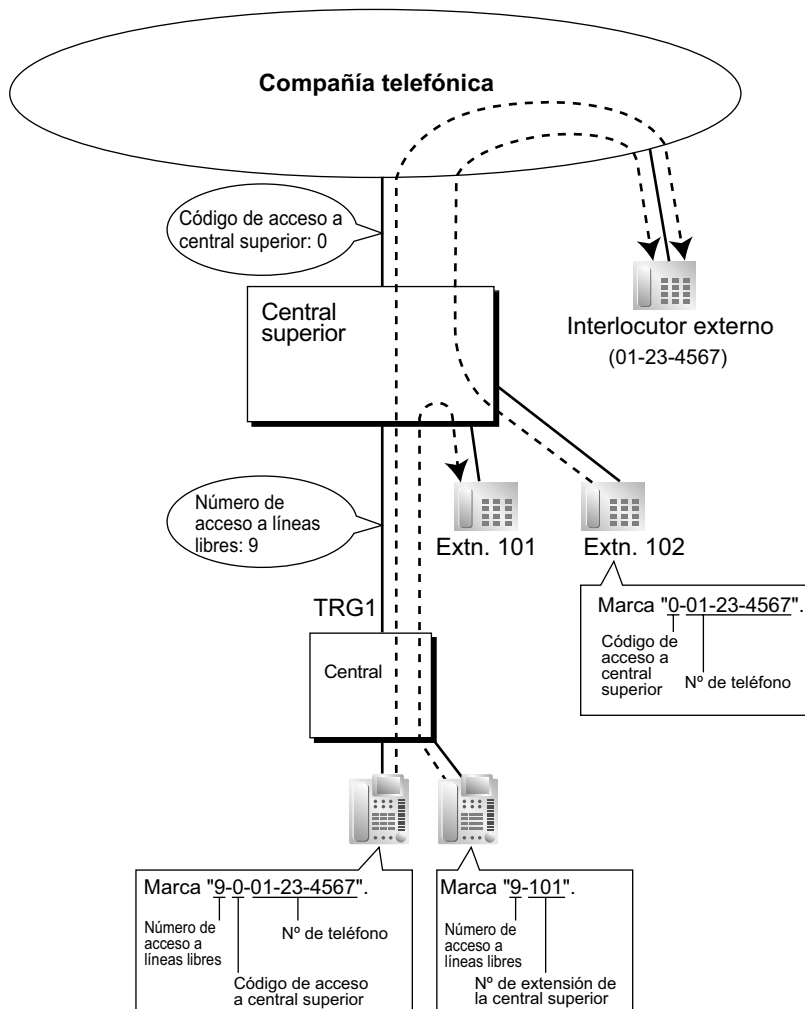 Compañía telefónica
Código de acceso a
central superior: 0
Central
superior
Interlocutor externo
(01-23-4567)
Número de
acceso a líneas
libres: 9
Extn. 101
Extn. 102
TRG1
Marca "0-01-23-4567".
Código de
acceso a
central
superior
Nº de teléfono
Central
Marca "9-0-01-23-4567".
Número de
acceso a
líneas libres
Nº de teléfono
Código de acceso
a central superior
Marca "9-101".
Número de
acceso a
líneas libres
Nº de extensión de
la central superior